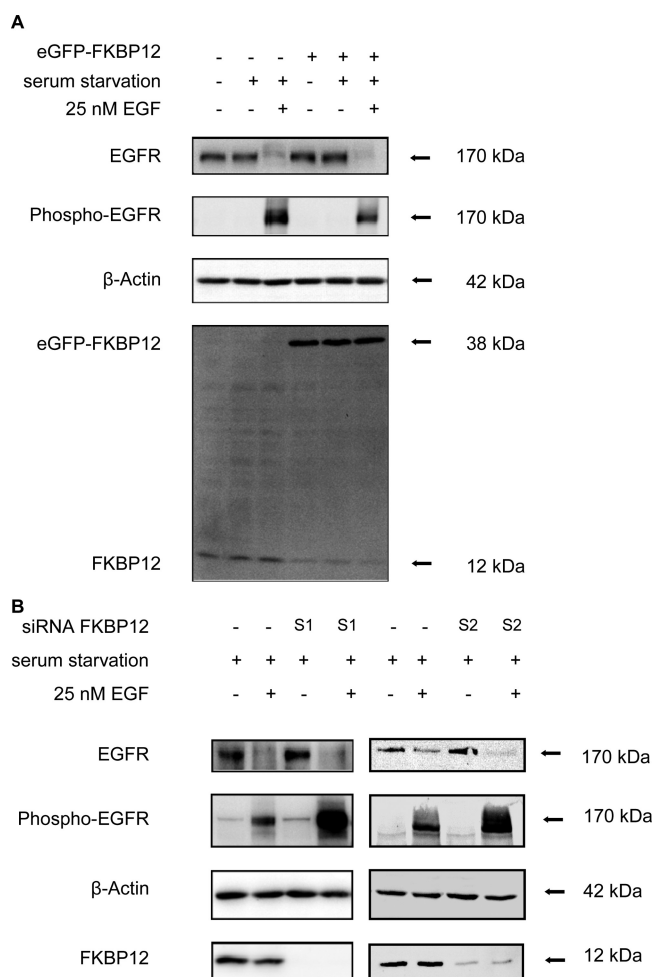 A
eGFP-FKBP12 - - - + + +
serum starvation - + + - + +
25 nM EGF - - + - - +
EGFR 170 kDa
Phospho-EGFR 170 kDa
β-Actin 42 kDa
eGFP-FKBP12 38 kDa
FKBP12 12 kDa
B
siRNA FKBP12 - - S1 S1 - - S2 S2
serum starvation + + + + + + + +
25 nM EGF - + - + - + - +
EGFR 170 kDa
Phospho-EGFR 170 kDa
β-Actin 42 kDa
FKBP12 12 kDa